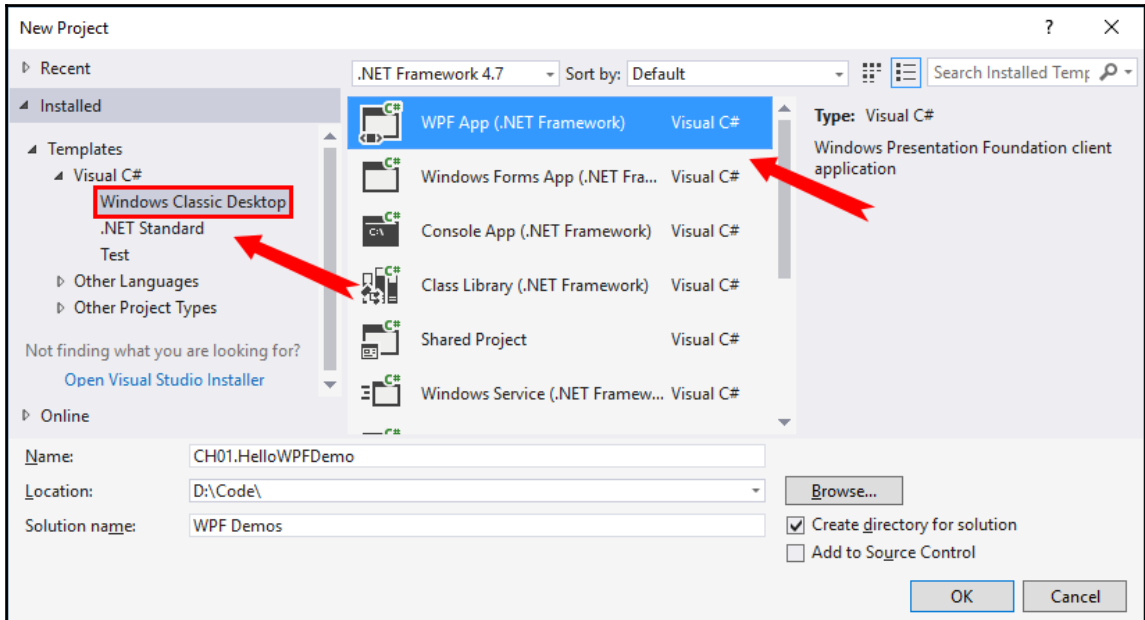 New Project
?
Recent
.NET Framework 4.7
Sort by: Default
Search Installed Temp
Installed
Templates
Visual C#
Windows Classic Desktop
.NET Standard
Test
Other Languages
Other Project Types
Not finding what you are looking for?
Open Visual Studio Installer
Online
C#
WPF App (.NET Framework) Visual C#
C#
Windows Forms App (.NET Fra... Visual C#
C#
C:\
Console App (.NET Framework) Visual C#
C#
Class Library (.NET Framework) Visual C#
C#
Shared Project Visual C#
C#
Windows Service (.NET Framew... Visual C#
C#
Type: Visual C#
Windows Presentation Foundation client
application
Name: CH01.HelloWPFDemo
Location: D:\Code\
Browse...
Solution name: WPF Demos
Create directory for solution
Add to Source Control
OK
Cancel